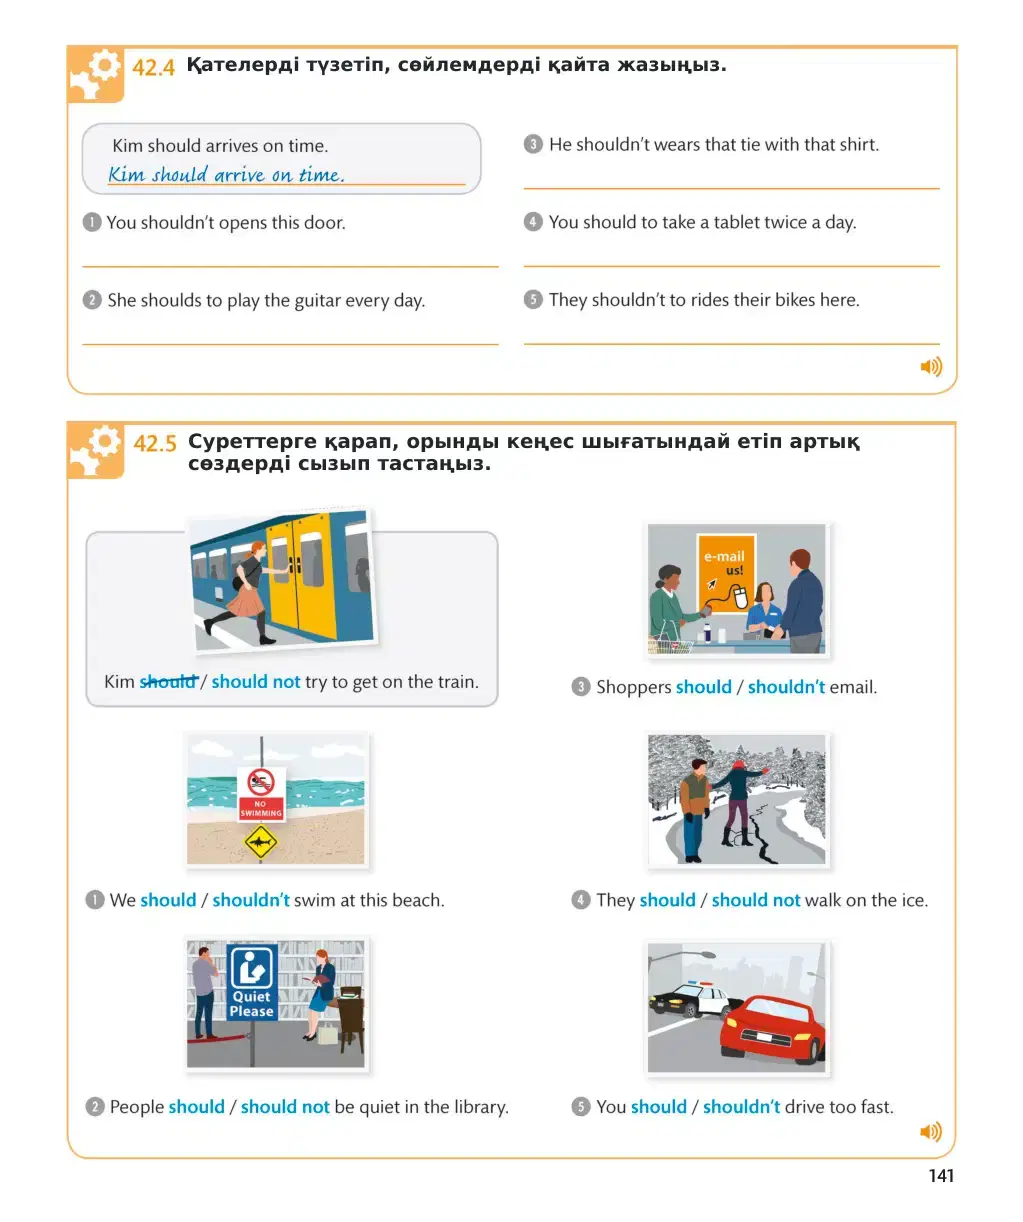 42.4 Қателерді түзетіп, сөйлемдерді қайта жазыңыз.
Kim should arrives on time.
Kim should arrive on time.
1 You shouldn't opens this door.
2 She shoulds to play the guitar every day.
3 He shouldn't wears that tie with that shirt.
4 You should to take a tablet twice a day.
5 They shouldn't to rides their bikes here.
42.5 Суреттерге қарап, орынды кеңес шығатындай етіп артық
сөздерді сызып тастаңыз.
Kim should / should not try to get on the train.
NO
SWIMMING
1 We should / shouldn't swim at this beach.
Quiet
Please
2 People should / should not be quiet in the library.
e-mail
us!
3 Shoppers should / shouldn't email.
4 They should / should not walk on the ice.
5 You should / shouldn't drive too fast.
141